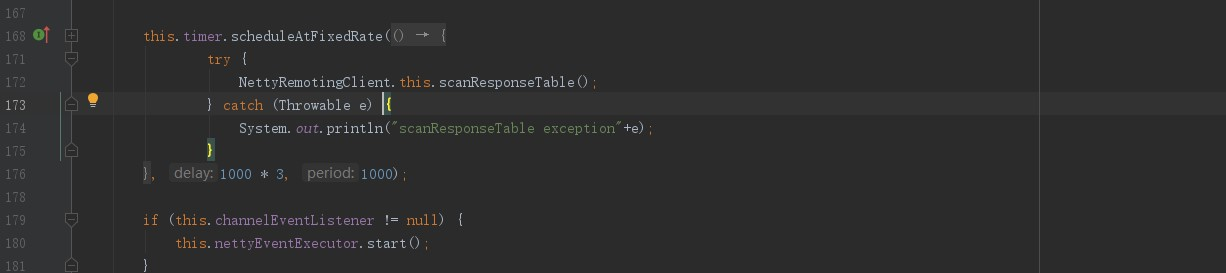 167
168 this.timer.scheduleAtFixedRate(() → {
171 try {
172 NettyRemotingClient.this.scanResponseTable();
173 } catch (Throwable e) {
174 System.out.println("scanResponseTable exception"+e);
175 }
176 }, delay: 1000 * 3, period: 1000);
178
179 if (this.channelEventListener != null) {
180 this.nettyEventExecutor.start();
181 }